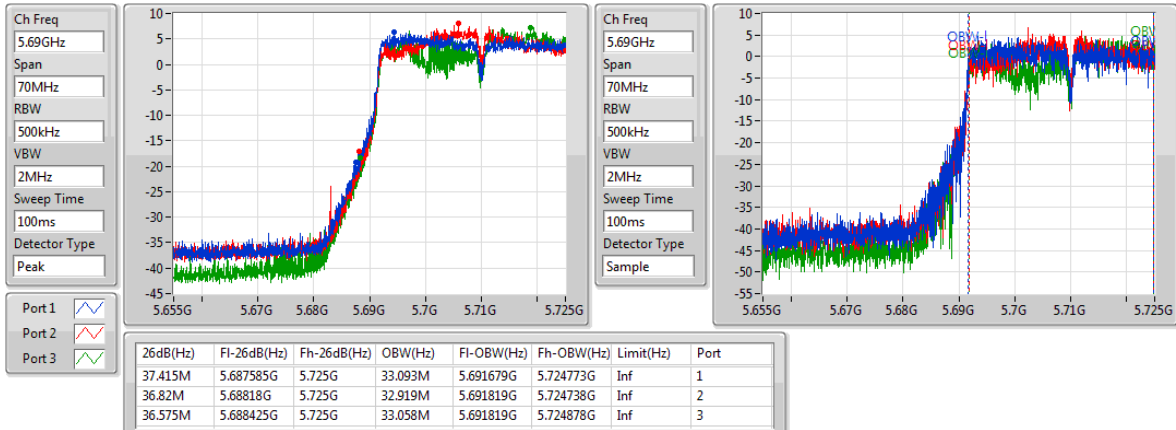 Ch Freq
5.69GHz
Span
70MHz
RBW
500kHz
VBW
2MHz
Sweep Time
100ms
Detector Type
Peak
Port 1
Port 2
Port 3
10
5
0
-5
-10
-15
-20
-25
-30
-35
-40
-45
5.655G 5.67G 5.68G 5.69G 5.7G 5.71G 5.725G
Ch Freq
5.69GHz
Span
70MHz
RBW
500kHz
VBW
2MHz
Sweep Time
100ms
Detector Type
Sample
10
5
0
-5
-10
-15
-20
-25
-30
-35
-40
-45
-50
-55
5.655G 5.67G 5.68G 5.69G 5.7G 5.71G 5.725G
26dB(Hz) Fl-26dB(Hz) Fh-26dB(Hz) OBW(Hz) Fl-OBW(Hz) Fh-OBW(Hz) Limit(Hz) Port
37.415M 5.687585G 5.725G 33.093M 5.691679G 5.724773G Inf 1
36.82M 5.68818G 5.725G 32.919M 5.691819G 5.724738G Inf 2
36.575M 5.688425G 5.725G 33.058M 5.691819G 5.724878G Inf 3